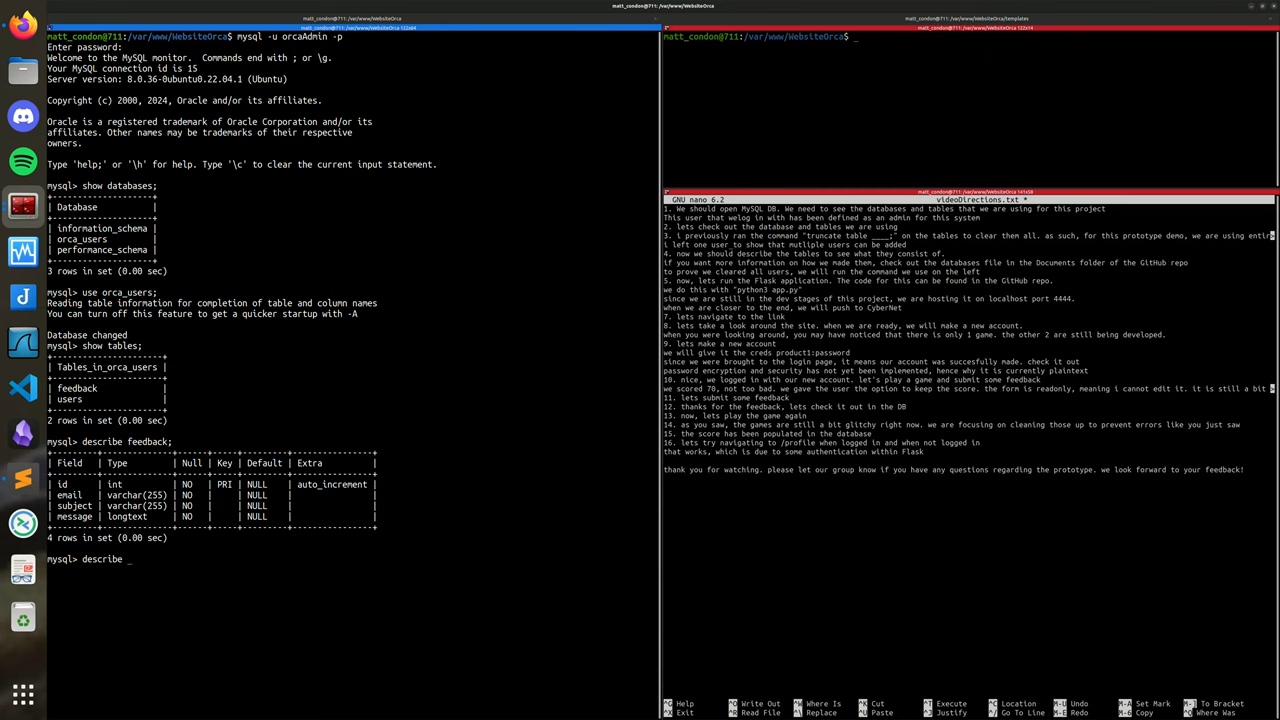 matt_condon@711: /var/www/WebsiteOrca
matt_condon@711: /var/www/WebsiteOrca
matt_condon@711: /var/www/WebsiteOrca 122x64
matt_condon@711:/var/www/WebsiteOrca$ mysql -u orcaAdmin -p
Enter password:
Welcome to the MySQL monitor.  Commands end with ; or \g.
Your MySQL connection id is 15
Server version: 8.0.36-0ubuntu0.22.04.1 (Ubuntu)
Copyright (c) 2000, 2024, Oracle and/or its affiliates.
Oracle is a registered trademark of Oracle Corporation and/or its
affiliates. Other names may be trademarks of their respective
owners.
Type 'help;' or '\h' for help. Type '\c' to clear the current input statement.
mysql> show databases;
+--------------------+
| Database           |
+--------------------+
| information_schema |
| orca_users         |
| performance_schema |
+--------------------+
3 rows in set (0.00 sec)
mysql> use orca_users;
Reading table information for completion of table and column names
You can turn off this feature to get a quicker startup with -A
Database changed
mysql> show tables;
+----------------------+
| Tables_in_orca_users |
+----------------------+
| feedback             |
| users                |
+----------------------+
2 rows in set (0.00 sec)
mysql> describe feedback;
+---------+--------------+------+-----+---------+----------------+
| Field   | Type         | Null | Key | Default | Extra          |
+---------+--------------+------+-----+---------+----------------+
| id      | int          | NO   | PRI | NULL    | auto_increment |
| email   | varchar(255) | NO   |     | NULL    |                |
| subject | varchar(255) | NO   |     | NULL    |                |
| message | longtext     | NO   |     | NULL    |                |
+---------+--------------+------+-----+---------+----------------+
4 rows in set (0.00 sec)
mysql> describe _
matt_condon@711: /var/www/WebsiteOrca/templates
matt_condon@711: /var/www/WebsiteOrca 122x14
matt_condon@711:/var/www/WebsiteOrca$ _
matt_condon@711: /var/www/WebsiteOrca 141x58
GNU nano 6.2 videoDirections.txt *
1. We should open MySQL DB. We need to see the databases and tables that we are using for this project
This user that welog in with has been defined as an admin for this system
2. lets check out the database and tables we are using
3. i previously ran the command "truncate table ____;" on the tables to clear them all. as such, for this prototype demo, we are using entir>
i left one user_to show that mutliple users can be added
4. now we should describe the tables to see what they consist of.
if you want more information on how we made them, check out the databases file in the Documents folder of the GitHub repo
to prove we cleared all users, we will run the command we use on the left
5. now, lets run the Flask application. The code for this can be found in the GitHub repo.
we do this with "python3 app.py"
since we are still in the dev stages of this project, we are hosting it on localhost port 4444.
when we are closer to the end, we will push to CyberNet
7. lets navigate to the link
8. lets take a look around the site. when we are ready, we will make a new account.
when you were looking around, you may have noticed that there is only 1 game. the other 2 are still being developed.
9. lets make a new account
we will give it the creds product1:password
since we were brought to the login page, it means our account was succesfully made. check it out
password encryption and security has not yet been implemented, hence why it is currently plaintext
10. nice, we logged in with our new account. let's play a game and submit some feedback
we scored 70, not too bad. we gave the user the option to keep the score. the form is readonly, meaning i cannot edit it. it is still a bit >
11. lets submit some feedback
12. thanks for the feedback, lets check it out in the DB
13. now, lets play the game again
14. as you saw, the games are still a bit glitchy right now. we are focusing on cleaning those up to prevent errors like you just saw
15. the score has been populated in the database
16. lets try navigating to /profile when logged in and when not logged in
that works, which is due to some authentication within Flask
thank you for watching. please let our group know if you have any questions regarding the prototype. we look forward to your feedback!
^G Help ^O Write Out ^W Where Is ^K Cut ^T Execute ^C Location M-U Undo M-A Set Mark M-] To Bracket
^X Exit ^R Read File ^\ Replace ^U Paste ^J Justify ^/ Go To Line M-E Redo M-6 Copy ^Q Where Was